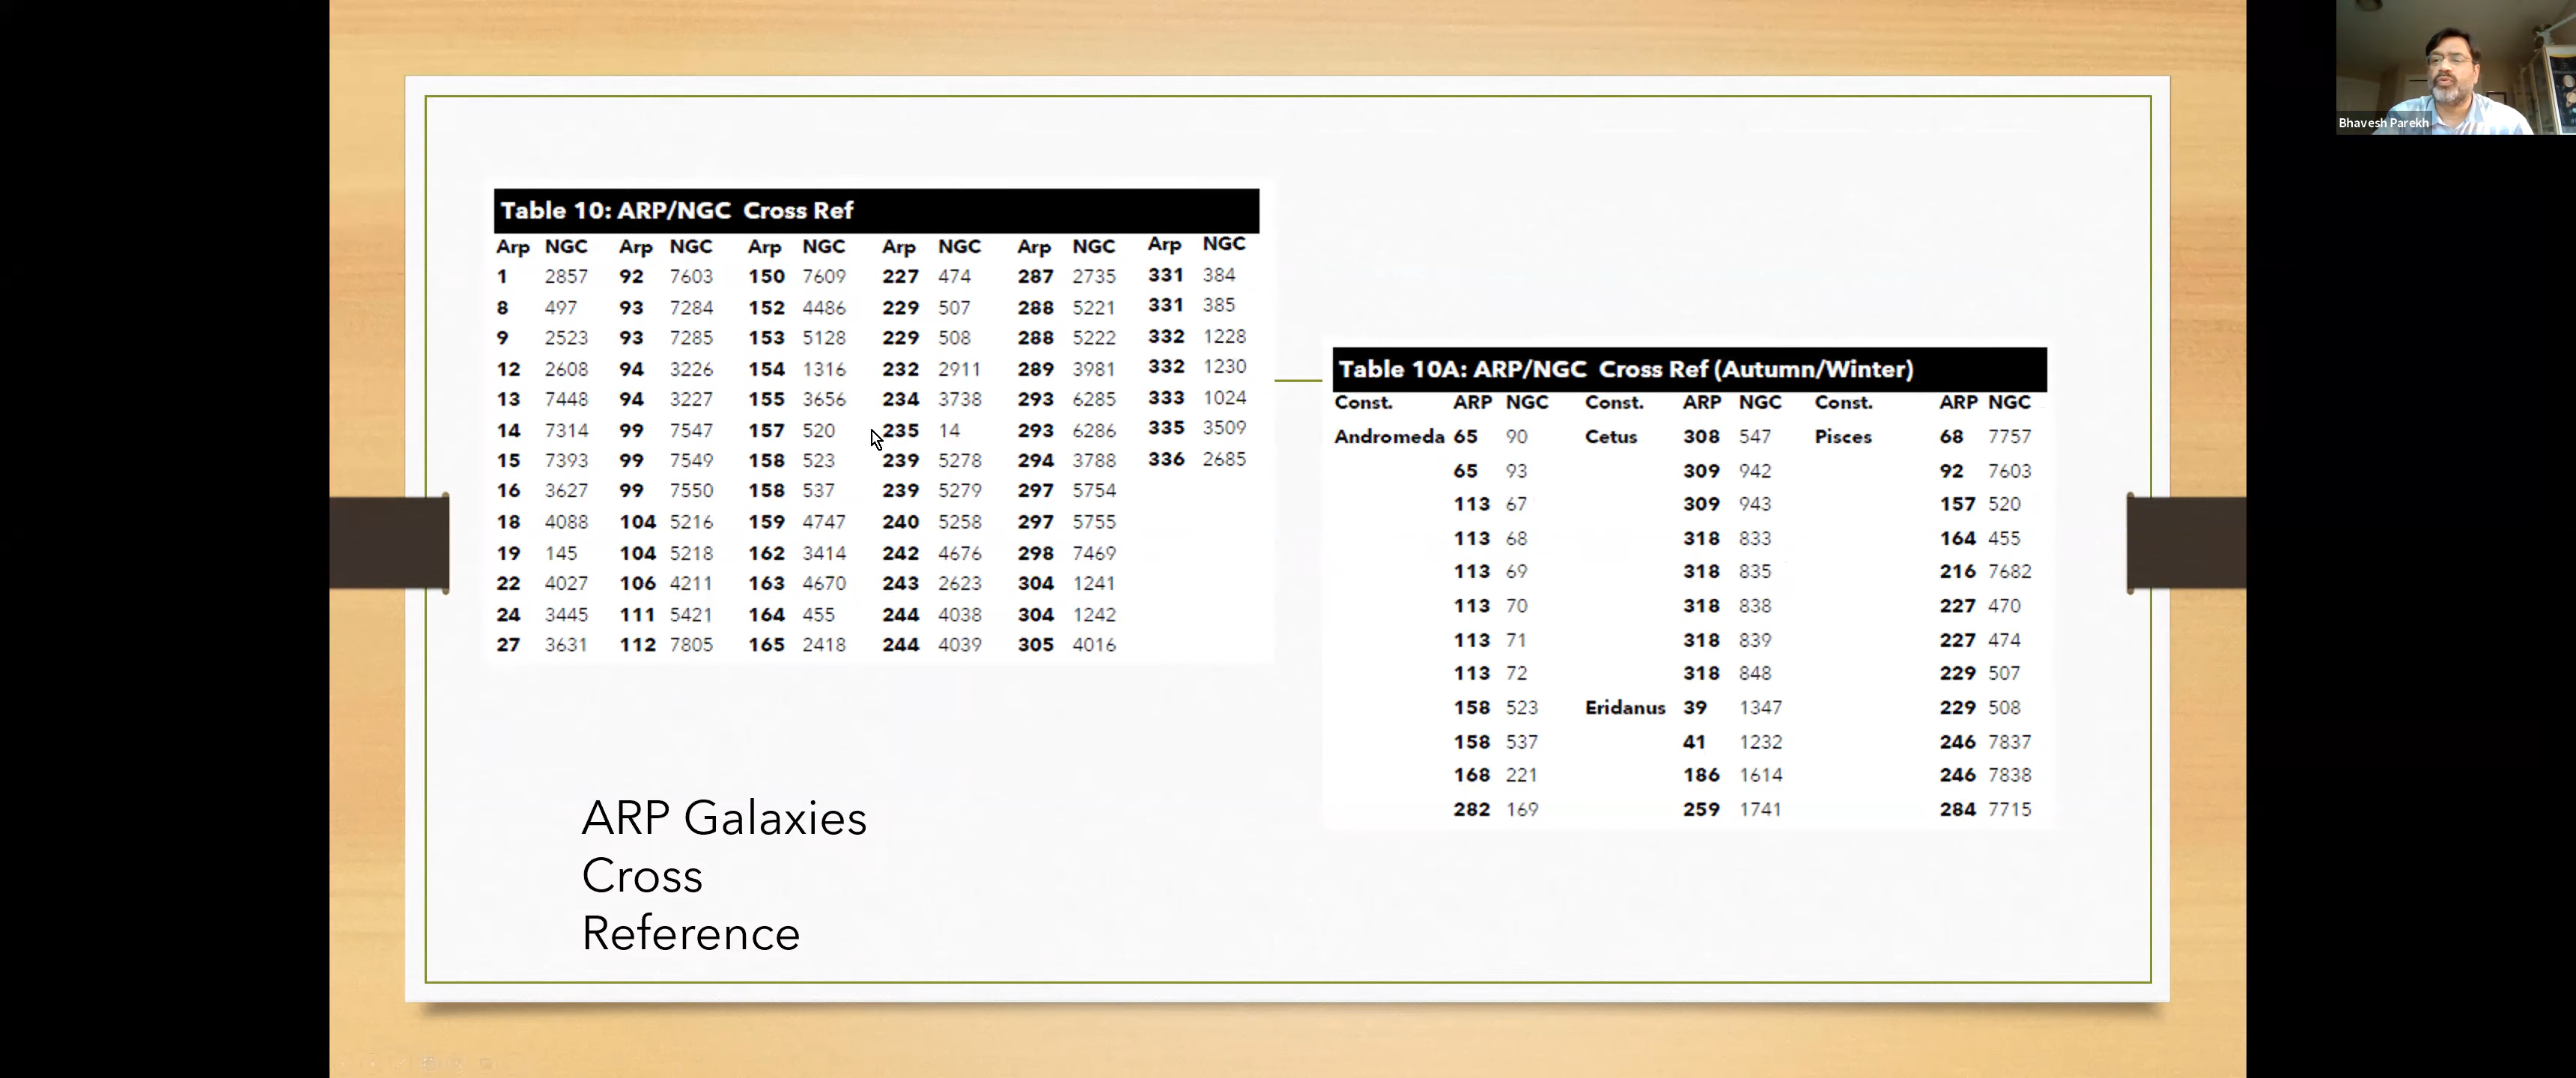 Bhavesh Parekh
Table 10: ARP/NGC Cross Ref
Arp NGC Arp NGC Arp NGC Arp NGC Arp NGC Arp NGC
1 2857 92 7603 150 7609 227 474 287 2735 331 384
8 497 93 7284 152 4486 229 507 288 5221 331 385
9 2523 93 7285 153 5128 229 508 288 5222 332 1228
12 2608 94 3226 154 1316 232 2911 289 3981 332 1230
13 7448 94 3227 155 3656 234 3738 293 6285 333 1024
14 7314 99 7547 157 520 235 14 293 6286 335 3509
15 7393 99 7549 158 523 239 5278 294 3788 336 2685
16 3627 99 7550 158 537 239 5279 297 5754
18 4088 104 5216 159 4747 240 5258 297 5755
19 145 104 5218 162 3414 242 4676 298 7469
22 4027 106 4211 163 4670 243 2623 304 1241
24 3445 111 5421 164 455 244 4038 304 1242
27 3631 112 7805 165 2418 244 4039 305 4016
Table 10A: ARP/NGC Cross Ref (Autumn/Winter)
Const. ARP NGC Const. ARP NGC Const. ARP NGC
Andromeda 65 90 Cetus 308 547 Pisces 68 7757
65 93 309 942 92 7603
113 67 309 943 157 520
113 68 318 833 164 455
113 69 318 835 216 7682
113 70 318 838 227 470
113 71 318 839 227 474
113 72 318 848 229 507
158 523 Eridanus 39 1347 229 508
158 537 41 1232 246 7837
168 221 186 1614 246 7838
282 169 259 1741 284 7715
ARP Galaxies
Cross
Reference